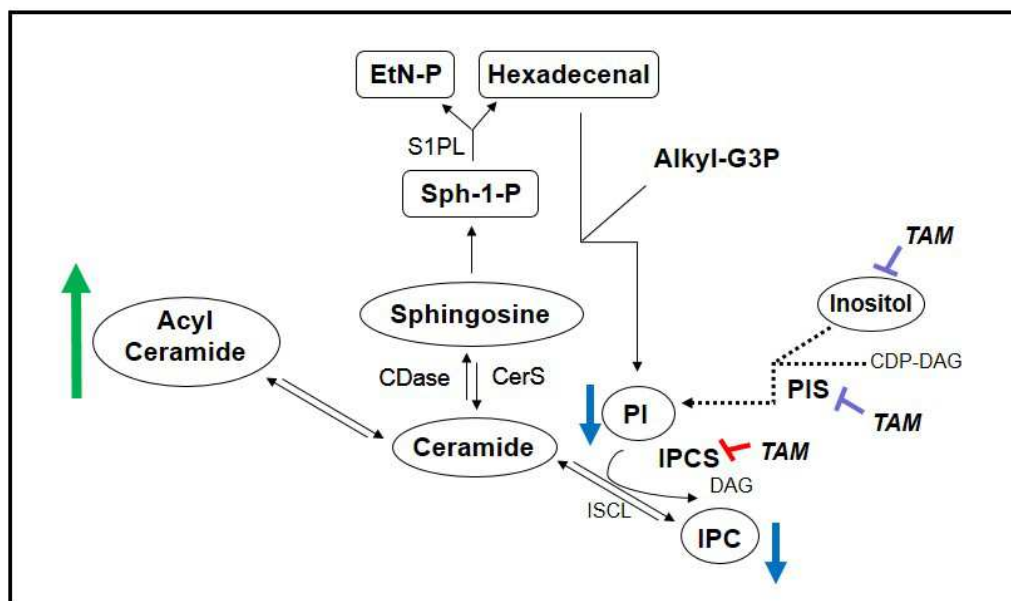 EtN-P
Hexadecenal
S1PL
Alkyl-G3P
Sph-1-P
TAM
Inositol
Sphingosine
Acyl
Ceramide
CDP-DAG
CDase
CerS
PIS
PI
TAM
Ceramide
IPCS
TAM
DAG
ISCL
IPC